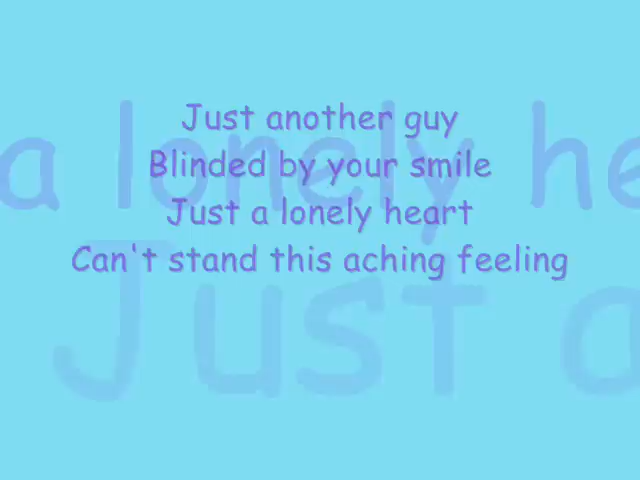 Just another guy
Blinded by your smile
Just a lonely heart
Can't stand this aching feeling
a lonely he
Just a